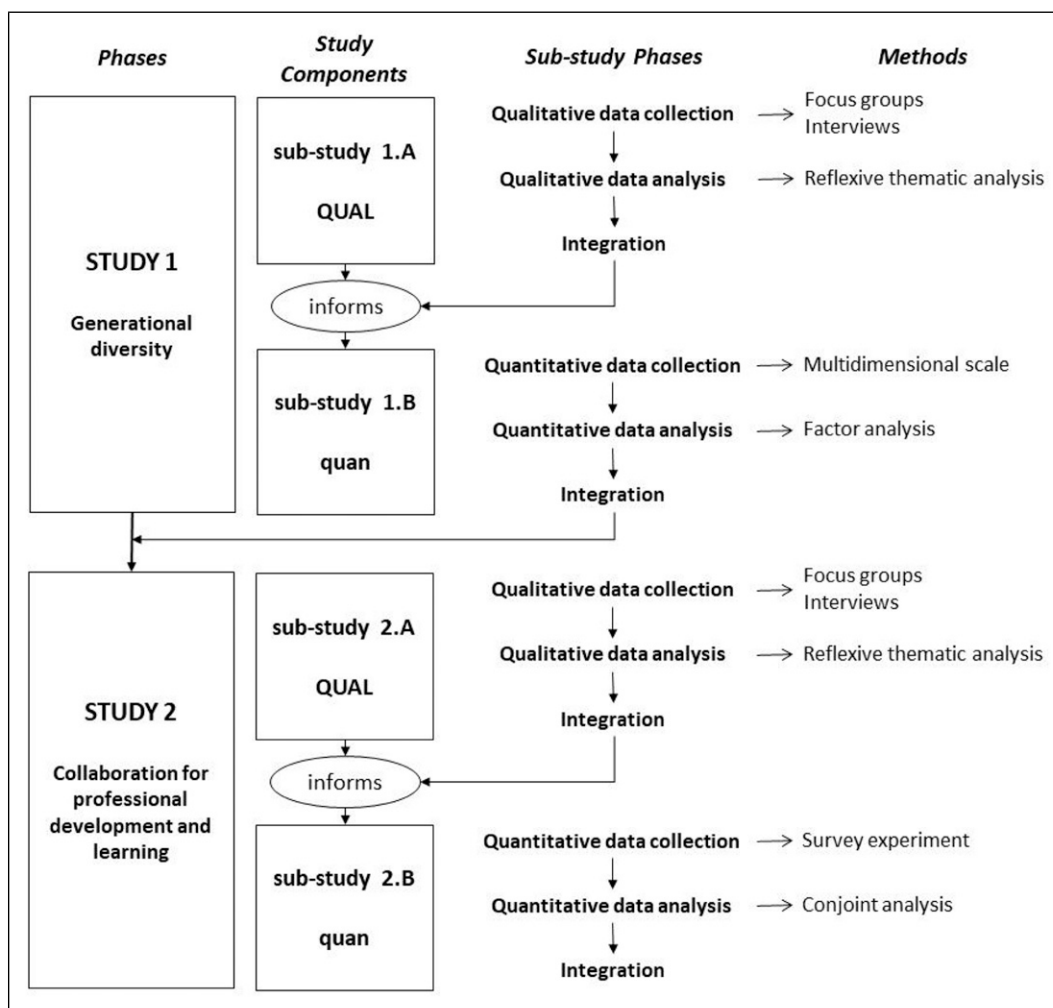 Phases
Study
Components
Sub-study Phases
Methods
STUDY 1
Generational
diversity
sub-study 1.A
QUAL
Qualitative data collection
Focus groups
Interviews
Qualitative data analysis
Reflexive thematic analysis
Integration
informs
sub-study 1.B
quan
Quantitative data collection
Multidimensional scale
Quantitative data analysis
Factor analysis
Integration
STUDY 2
Collaboration for
professional
development and
learning
sub-study 2.A
QUAL
Qualitative data collection
Focus groups
Interviews
Qualitative data analysis
Reflexive thematic analysis
Integration
informs
sub-study 2.B
quan
Quantitative data collection
Survey experiment
Quantitative data analysis
Conjoint analysis
Integration